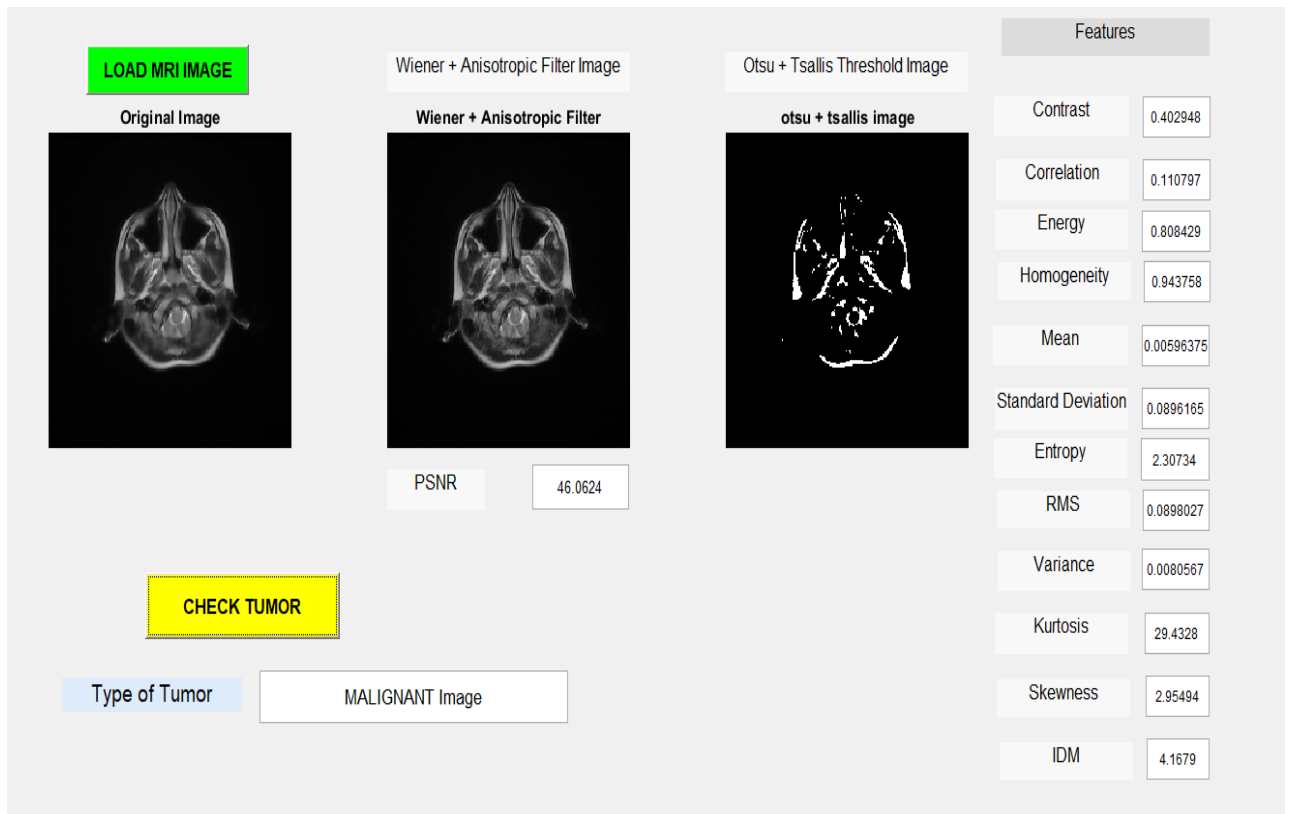 Features
LOAD MRI IMAGE
Wiener + Anisotropic Filter Image
Otsu + Tsallis Threshold Image
Original Image
Wiener + Anisotropic Filter
otsu + tsallis image
Contrast 0.402948
Correlation 0.110797
Energy 0.808429
Homogeneity 0.943758
Mean 0.00596375
Standard Deviation 0.0896165
Entropy 2.30734
RMS 0.0898027
Variance 0.0080567
Kurtosis 29.4328
Skewness 2.95494
IDM 4.1679
PSNR 46.0624
CHECK TUMOR
Type of Tumor MALIGNANT Image